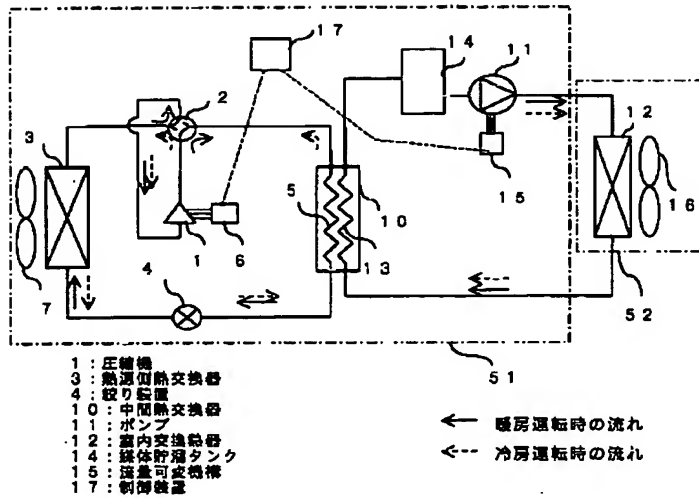 17
14
11
2
3
12
5
10
15
16
1
6
13
4
7
52
51
1:圧縮機
3:熱源側熱交換器
4:絞り装置
10:中間熱交換器
11:ポンプ
12:室内交換熱器
14:媒体貯溜タンク
15:流量可変機構
17:制御装置
暖房運転時の流れ
冷房運転時の流れ